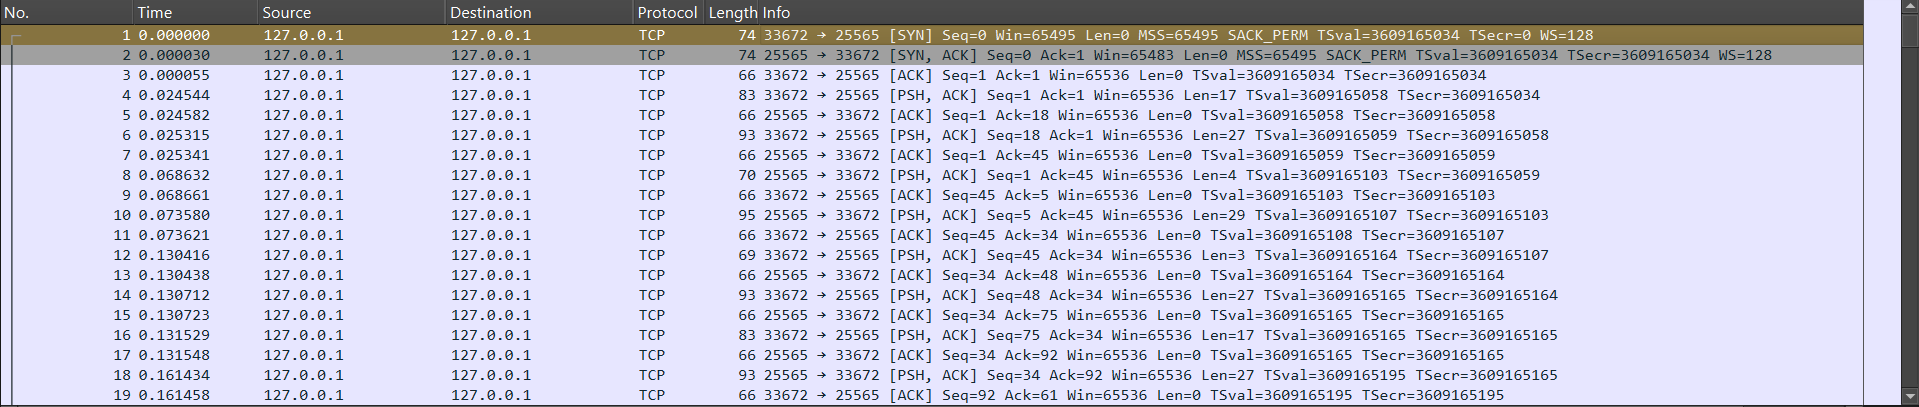 No. Time Source Destination Protocol Length Info
1 0.000000 127.0.0.1 127.0.0.1 TCP 74 33672 → 25565 [SYN] Seq=0 Win=65495 Len=0 MSS=65495 SACK_PERM TSval=3609165034 TSecr=0 WS=128
2 0.000030 127.0.0.1 127.0.0.1 TCP 74 25565 → 33672 [SYN, ACK] Seq=0 Ack=1 Win=65483 Len=0 MSS=65495 SACK_PERM TSval=3609165034 TSecr=3609165034 WS=128
3 0.000055 127.0.0.1 127.0.0.1 TCP 66 33672 → 25565 [ACK] Seq=1 Ack=1 Win=65536 Len=0 TSval=3609165034 TSecr=3609165034
4 0.024544 127.0.0.1 127.0.0.1 TCP 83 33672 → 25565 [PSH, ACK] Seq=1 Ack=1 Win=65536 Len=17 TSval=3609165058 TSecr=3609165034
5 0.024582 127.0.0.1 127.0.0.1 TCP 66 25565 → 33672 [ACK] Seq=1 Ack=18 Win=65536 Len=0 TSval=3609165058 TSecr=3609165058
6 0.025315 127.0.0.1 127.0.0.1 TCP 93 33672 → 25565 [PSH, ACK] Seq=18 Ack=1 Win=65536 Len=27 TSval=3609165059 TSecr=3609165058
7 0.025341 127.0.0.1 127.0.0.1 TCP 66 25565 → 33672 [ACK] Seq=1 Ack=45 Win=65536 Len=0 TSval=3609165059 TSecr=3609165059
8 0.068632 127.0.0.1 127.0.0.1 TCP 70 25565 → 33672 [PSH, ACK] Seq=1 Ack=45 Win=65536 Len=4 TSval=3609165103 TSecr=3609165059
9 0.068661 127.0.0.1 127.0.0.1 TCP 66 33672 → 25565 [ACK] Seq=45 Ack=5 Win=65536 Len=0 TSval=3609165103 TSecr=3609165103
10 0.073580 127.0.0.1 127.0.0.1 TCP 95 25565 → 33672 [PSH, ACK] Seq=5 Ack=45 Win=65536 Len=29 TSval=3609165107 TSecr=3609165103
11 0.073621 127.0.0.1 127.0.0.1 TCP 66 33672 → 25565 [ACK] Seq=45 Ack=34 Win=65536 Len=0 TSval=3609165108 TSecr=3609165107
12 0.130416 127.0.0.1 127.0.0.1 TCP 69 33672 → 25565 [PSH, ACK] Seq=45 Ack=34 Win=65536 Len=3 TSval=3609165164 TSecr=3609165107
13 0.130438 127.0.0.1 127.0.0.1 TCP 66 25565 → 33672 [ACK] Seq=34 Ack=48 Win=65536 Len=0 TSval=3609165164 TSecr=3609165164
14 0.130712 127.0.0.1 127.0.0.1 TCP 93 33672 → 25565 [PSH, ACK] Seq=48 Ack=34 Win=65536 Len=27 TSval=3609165165 TSecr=3609165164
15 0.130723 127.0.0.1 127.0.0.1 TCP 66 25565 → 33672 [ACK] Seq=34 Ack=75 Win=65536 Len=0 TSval=3609165165 TSecr=3609165165
16 0.131529 127.0.0.1 127.0.0.1 TCP 83 33672 → 25565 [PSH, ACK] Seq=75 Ack=34 Win=65536 Len=17 TSval=3609165165 TSecr=3609165165
17 0.131548 127.0.0.1 127.0.0.1 TCP 66 25565 → 33672 [ACK] Seq=34 Ack=92 Win=65536 Len=0 TSval=3609165165 TSecr=3609165165
18 0.161434 127.0.0.1 127.0.0.1 TCP 93 25565 → 33672 [PSH, ACK] Seq=34 Ack=92 Win=65536 Len=27 TSval=3609165195 TSecr=3609165165
19 0.161458 127.0.0.1 127.0.0.1 TCP 66 33672 → 25565 [ACK] Seq=92 Ack=61 Win=65536 Len=0 TSval=3609165195 TSecr=3609165195